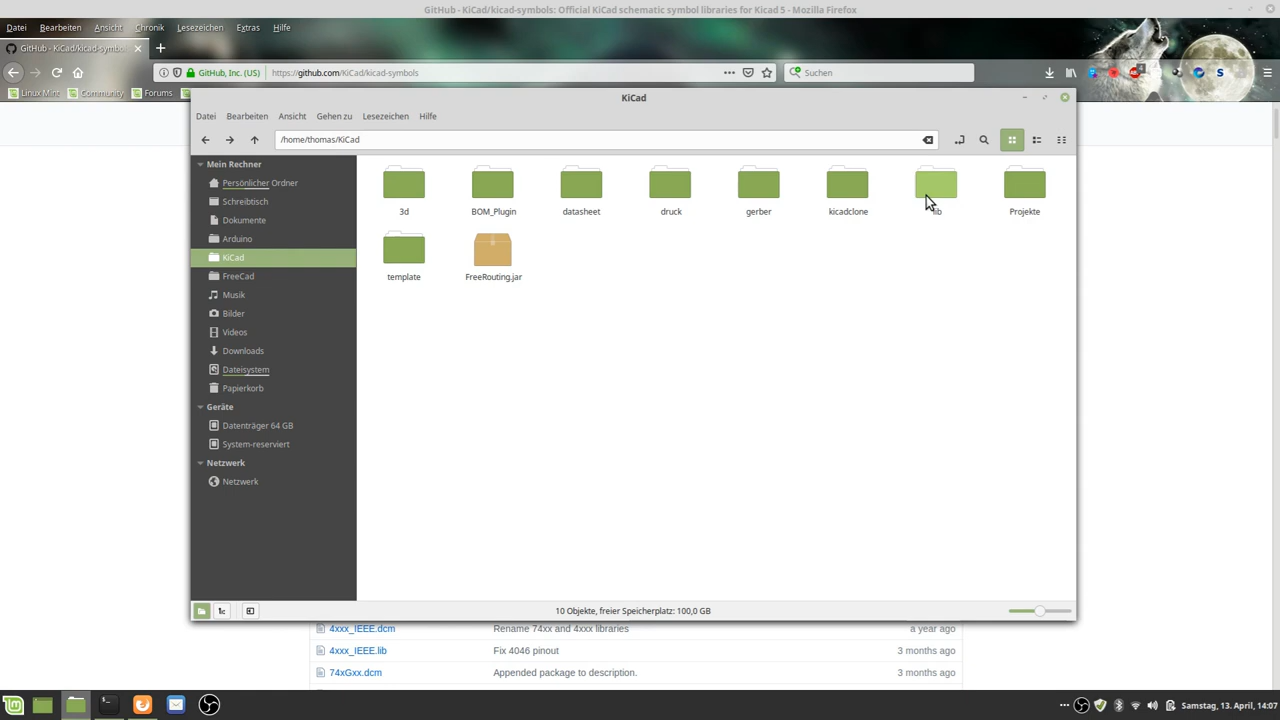 GitHub - KiCad/kicad-symbols: Official KiCad schematic symbol libraries for Kicad 5 - Mozilla Firefox
Datei Bearbeiten Ansicht Chronik Lesezeichen Extras Hilfe
GitHub - KiCad/kicad-symbo
GitHub, Inc. (US) https://github.com/KiCad/kicad-symbols Suchen
Linux Mint Community Forums
KiCad
Datei Bearbeiten Ansicht Gehen zu Lesezeichen Hilfe
/home/thomas/KiCad
Mein Rechner
Persönlicher Ordner
Schreibtisch
Dokumente
Arduino
KiCad
FreeCad
Musik
Bilder
Videos
Downloads
Dateisystem
Papierkorb
Geräte
Datenträger 64 GB
System-reserviert
Netzwerk
Netzwerk
3d BOM_Plugin datasheet druck gerber kicadclone lib Projekte
template FreeRouting.jar
10 Objekte, freier Speicherplatz: 100,0 GB
4xxx_IEEE.dcm Rename 74xx and 4xxx libraries a year ago
4xxx_IEEE.lib Fix 4046 pinout 3 months ago
74xGxx.dcm Appended package to description. 3 months ago
Samstag, 13. April, 14:07